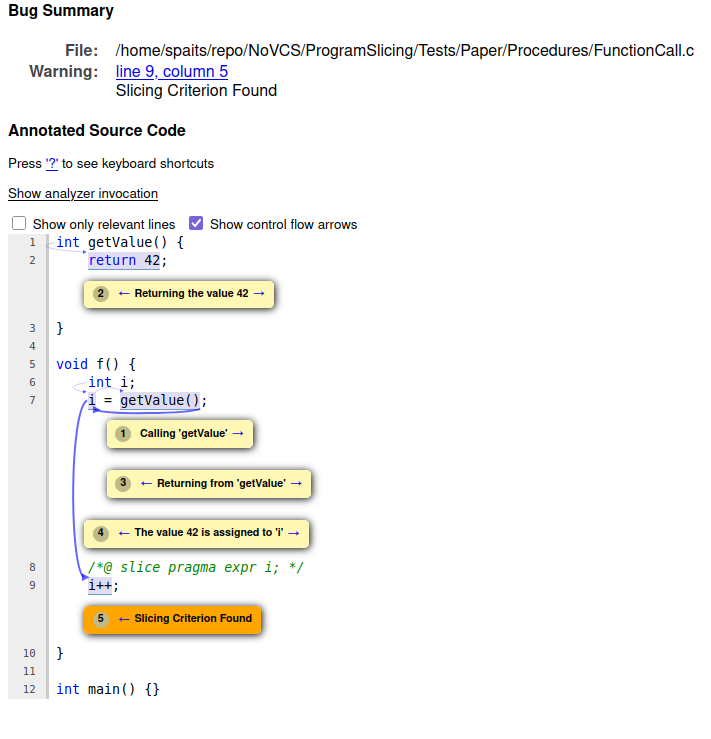 Bug Summary
File: /home/spaits/repo/NoVCS/ProgramSlicing/Tests/Paper/Procedures/FunctionCall.c
Warning: line 9, column 5
Slicing Criterion Found
Annotated Source Code
Press '?' to see keyboard shortcuts
Show analyzer invocation
Show only relevant lines Show control flow arrows
1 int getValue() {
2 return 42;
2 ← Returning the value 42 →
3 }
4
5 void f() {
6 int i;
7 i = getValue();
1 Calling 'getValue' →
3 ← Returning from 'getValue' →
4 ← The value 42 is assigned to 'i' →
8 /*@ slice pragma expr i; */
9 i++;
5 ← Slicing Criterion Found
10 }
11
12 int main() {}